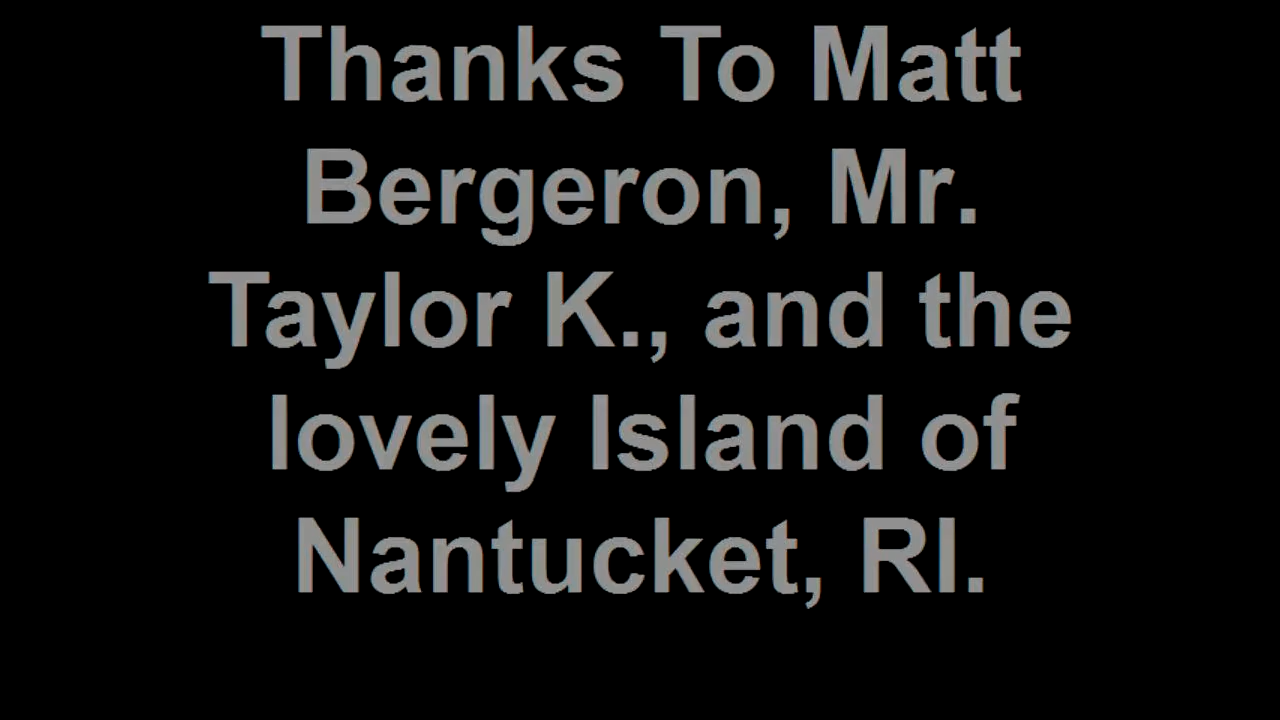 Thanks To Matt
Bergeron, Mr.
Taylor K., and the
lovely Island of
Nantucket, RI.